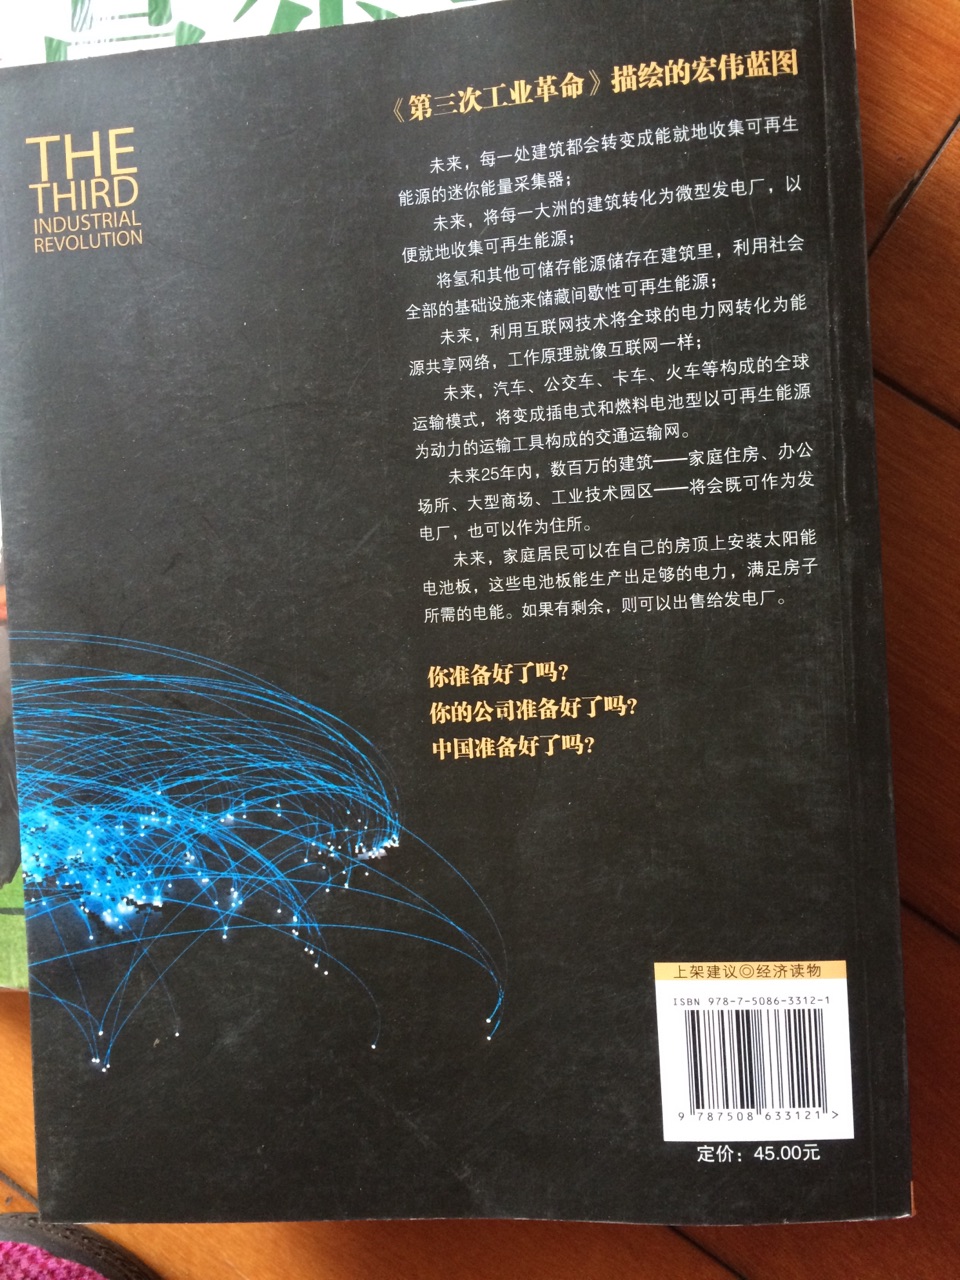 THE
THIRD
INDUSTRIAL
REVOLUTION
《第三次工业革命》描绘的宏伟蓝图
未来，每一处建筑都会转变成能就地收集可再生
能源的迷你能量采集器；
未来，将每一大洲的建筑转化为微型发电厂，以
便就地收集可再生能源；
将氢和其他可储存能源储存在建筑里，利用社会
全部的基础设施来储藏间歇性可再生能源；
未来，利用互联网技术将全球的电力网转化为能
源共享网络，工作原理就像互联网一样；
未来，汽车、公交车、卡车、火车等构成的全球
运输模式，将变成插电式和燃料电池型以可再生能源
为动力的运输工具构成的交通运输网。
未来25年内，数百万的建筑——家庭住房、办公
场所、大型商场、工业技术园区——将会既可作为发
电厂，也可以作为住所。
未来，家庭居民可以在自己的房顶上安装太阳能
电池板，这些电池板能生产出足够的电力，满足房子
所需的电能。如果有剩余，则可以出售给发电厂。
你准备好了吗？
你的公司准备好了吗？
中国准备好了吗？
上架建议◎经济读物
ISBN 978-7-5086-3312-1
9 787508 633121 >
定价：45.00元